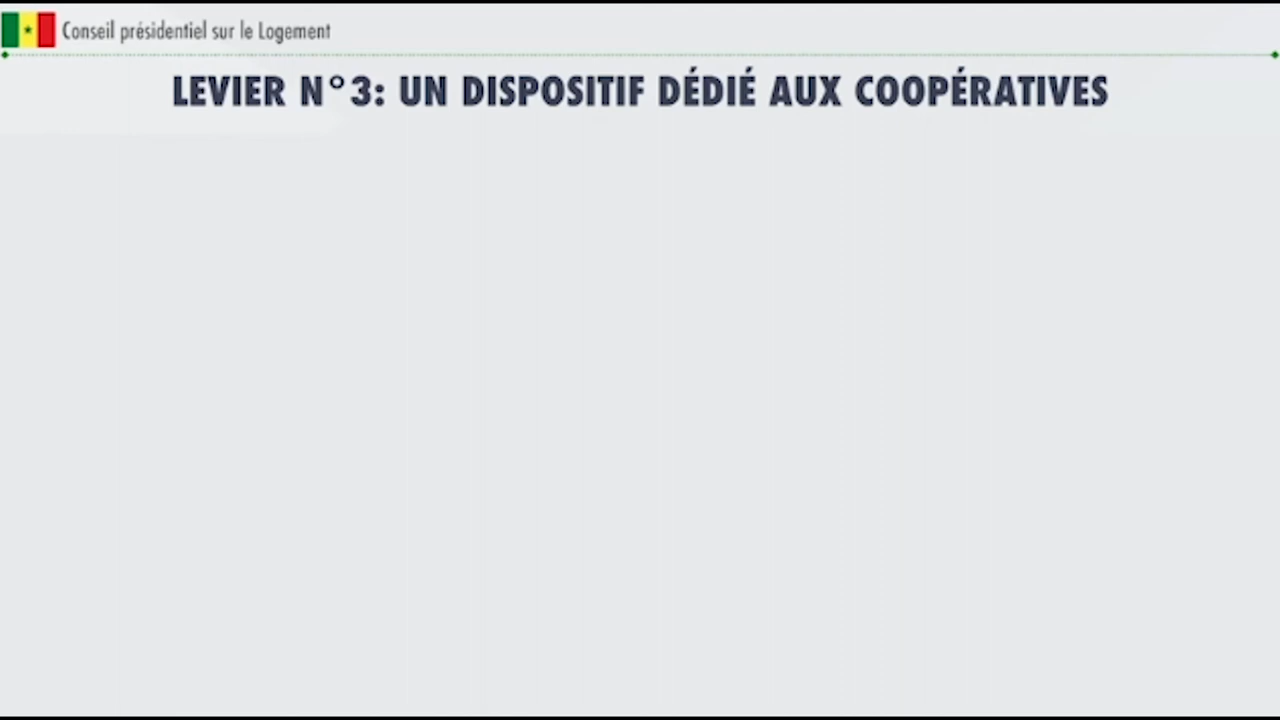 Conseil présidentiel sur le Logement
LEVIER N°3: UN DISPOSITIF DÉDIÉ AUX COOPÉRATIVES